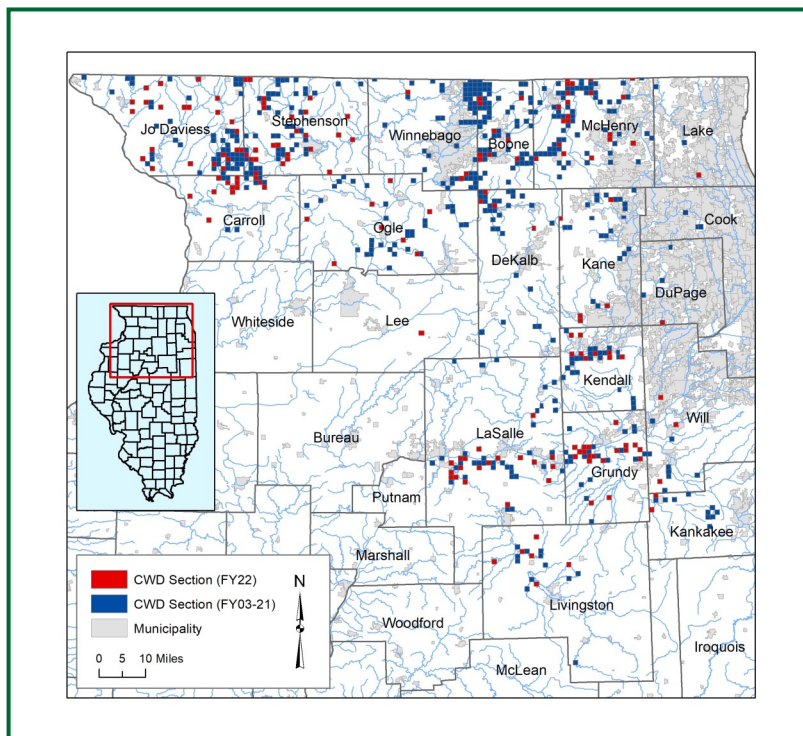 Jo Daviess
Stephenson
Winnebago
Boone
McHenry
Lake
Carroll
Ogle
DeKalb
Kane
Cook
DuPage
Whiteside
Lee
Kendall
Will
Bureau
LaSalle
Grundy
Putnam
Kankakee
Marshall
Livingston
Woodford
Iroquois
McLean
CWD Section (FY22)
CWD Section (FY03-21)
Municipality
N
0 5 10 Miles